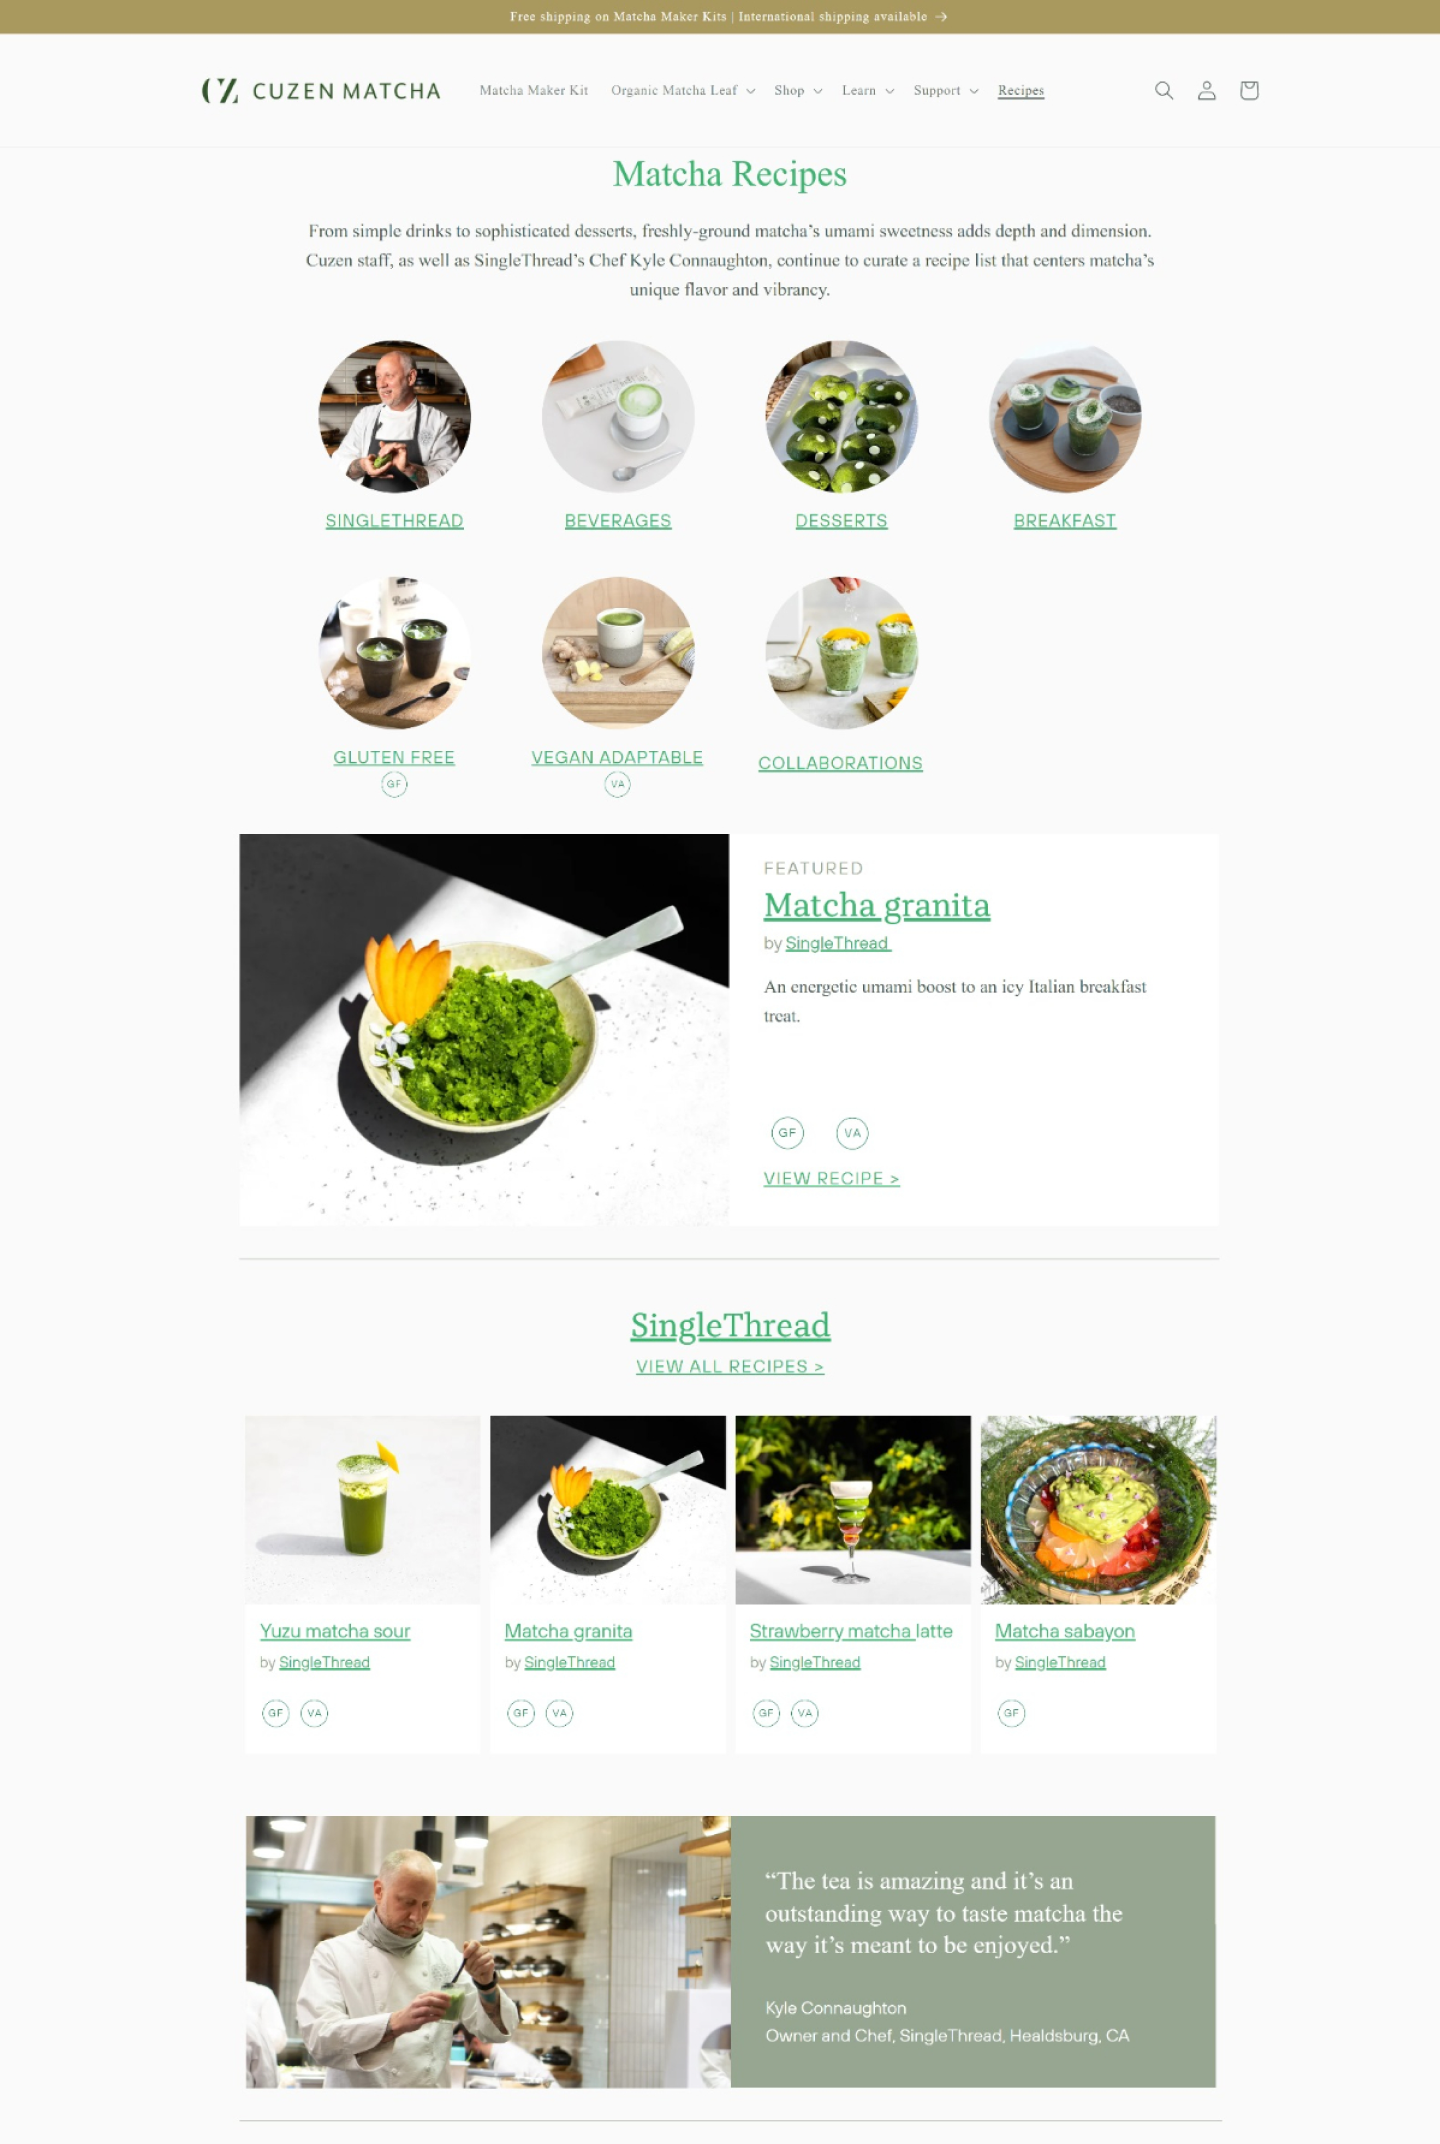 Free shipping on Matcha Maker Kits | International shipping available →
CUZEN MATCHA
Matcha Maker Kit
Organic Matcha Leaf
Shop
Learn
Support
Recipes
Matcha Recipes
From simple drinks to sophisticated desserts, freshly-ground matcha’s umami sweetness adds depth and dimension.
Cuzen staff, as well as SingleThread’s Chef Kyle Connaughton, continue to curate a recipe list that centers matcha’s
unique flavor and vibrancy.
SINGLETHREAD
BEVERAGES
DESSERTS
BREAKFAST
GLUTEN FREE
GF
VEGAN ADAPTABLE
VA
COLLABORATIONS
FEATURED
Matcha granita
by SingleThread
An energetic umami boost to an icy Italian breakfast
treat.
GF VA
VIEW RECIPE >
SingleThread
VIEW ALL RECIPES >
Yuzu matcha sour
by SingleThread
GF VA
Matcha granita
by SingleThread
GF VA
Strawberry matcha latte
by SingleThread
GF VA
Matcha sabayon
by SingleThread
GF
“The tea is amazing and it’s an
outstanding way to taste matcha the
way it’s meant to be enjoyed.”
Kyle Connaughton
Owner and Chef, SingleThread, Healdsburg, CA